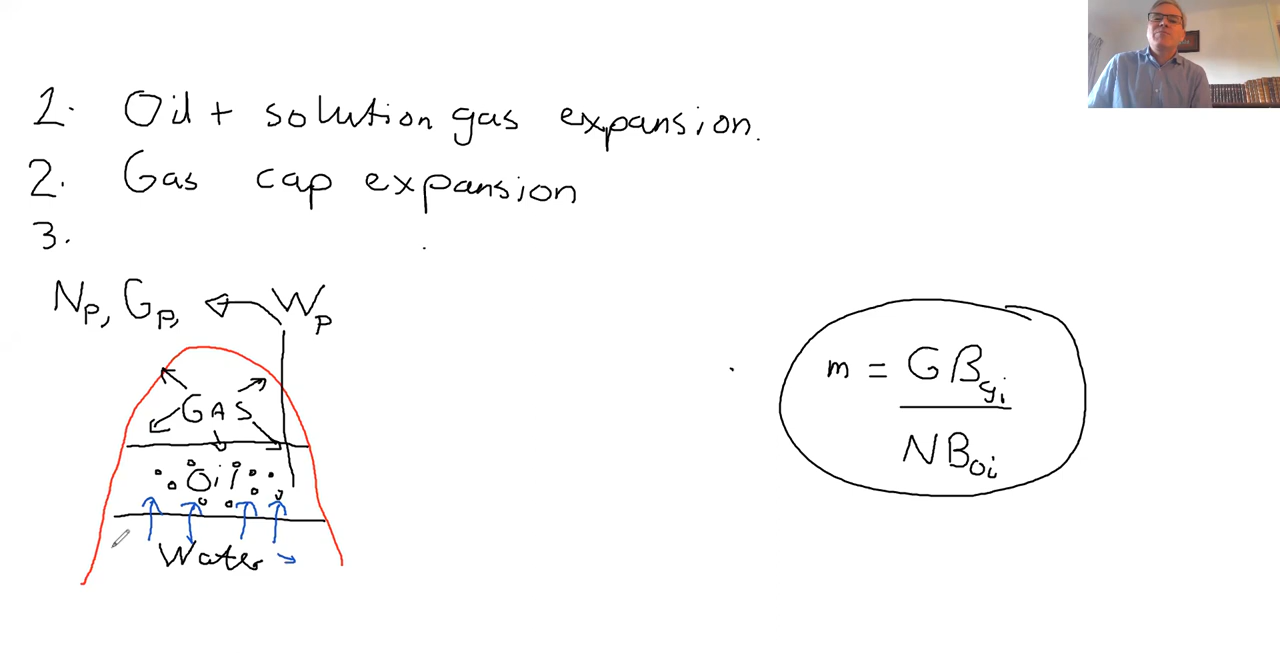 1. Oil + solution gas expansion.
2. Gas cap expansion
3.
Np, Gp, Wp
GAS
Oil
Water
m = GBgi / NBoi